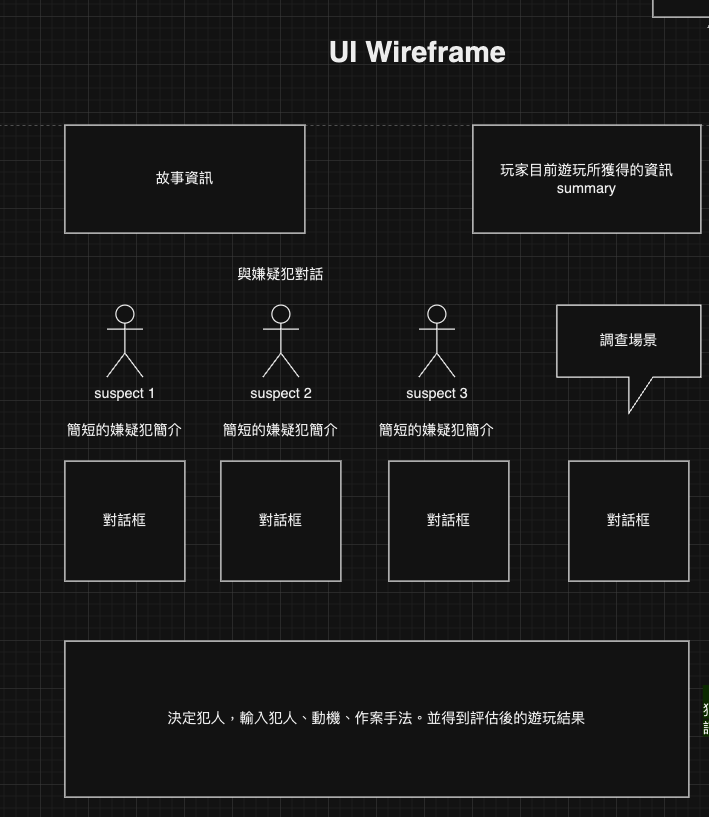 UI Wireframe
故事資訊
玩家目前遊玩所獲得的資訊
summary
與嫌疑犯對話
調查場景
suspect 1
suspect 2
suspect 3
簡短的嫌疑犯簡介
簡短的嫌疑犯簡介
簡短的嫌疑犯簡介
對話框
對話框
對話框
對話框
決定犯人，輸入犯人、動機、作案手法。並得到評估後的遊玩結果